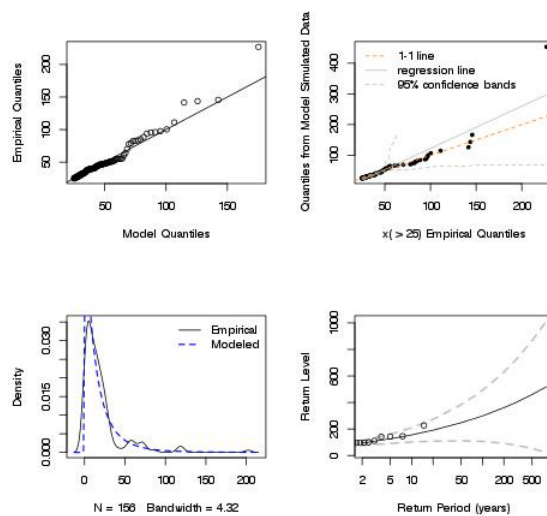 Empirical Quantiles
50 100 150 200
50 100 150
Model Quantiles
Quantiles from Model Simulated Data
100 200 300 400
1-1 line
regression line
95% confidence bands
50 100 150 200
x( > 25) Empirical Quantiles
Density
0.000 0.015 0.030
Empirical
Modeled
0 50 100 150 200
N = 156 Bandwidth = 4.32
Return Level
0 200 400 1000
2 5 10 50 200 500
Return Period (years)